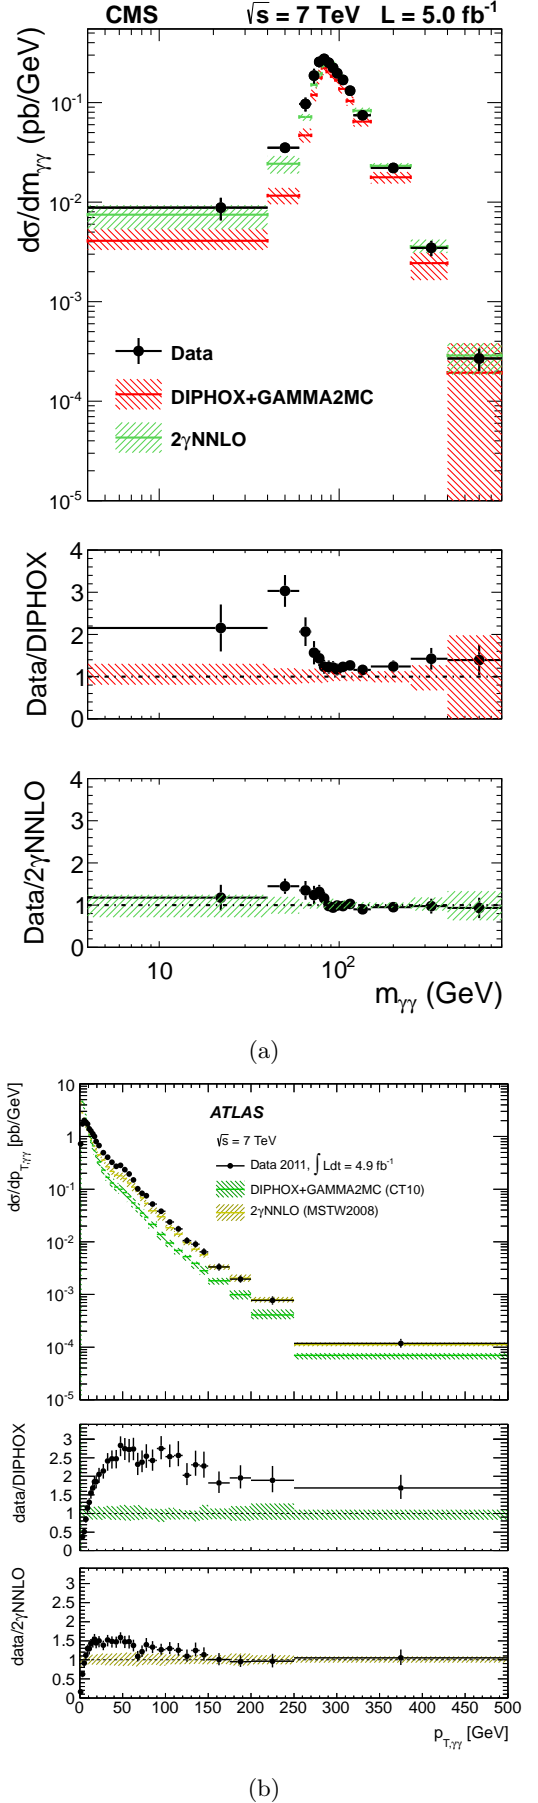 CMS √s = 7 TeV L = 5.0 fb⁻¹
dσ/dm_γγ (pb/GeV)
10⁻¹
10⁻²
10⁻³
10⁻⁴
10⁻⁵
Data
DIPHOX+GAMMA2MC
2γNNLO
Data/DIPHOX
4
3
2
1
0
Data/2γNNLO
4
3
2
1
0
10 10²
m_γγ (GeV)
(a)
dσ/dp_T,γγ [pb/GeV]
10
1
10⁻¹
10⁻²
10⁻³
10⁻⁴
10⁻⁵
ATLAS
√s = 7 TeV
Data 2011, ∫ Ldt = 4.9 fb⁻¹
DIPHOX+GAMMA2MC (CT10)
2γNNLO (MSTW2008)
data/DIPHOX
3
2.5
2
1.5
1
0.5
0
data/2γNNLO
3
2.5
2
1.5
1
0.5
0
0 50 100 150 200 250 300 350 400 450 500
p_T,γγ [GeV]
(b)